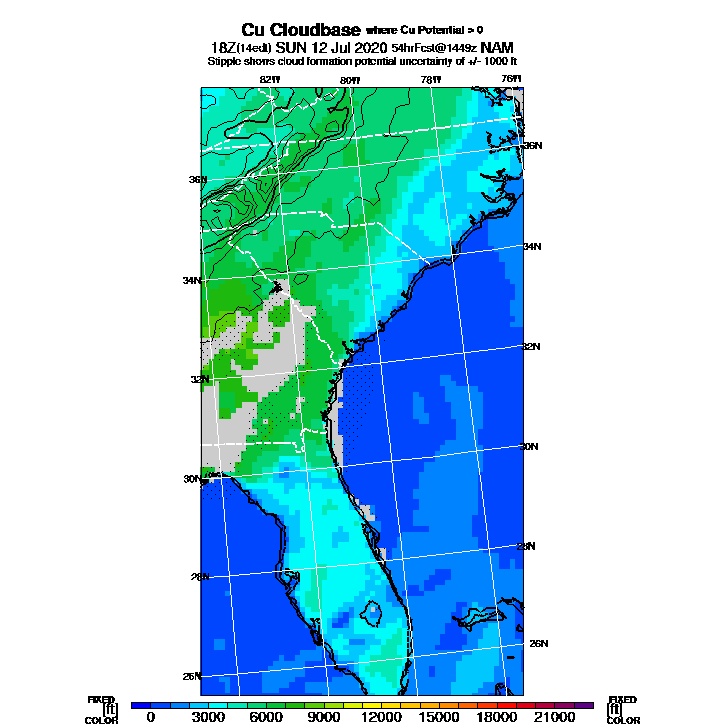 Cu Cloudbase where Cu Potential > 0
18Z(14edt) SUN 12 Jul 2020 54hrFcst@1449z NAM
Stipple shows cloud formation potential uncertainty of +/- 1000 ft
82W 80W 78W 76W
36N
36N
34N
34N
32N
32N
30N
30N
28N
28N
26N
26N
FIXED FIXED
[ft] [ft]
COLOR 0 3000 6000 9000 12000 15000 18000 21000 COLOR